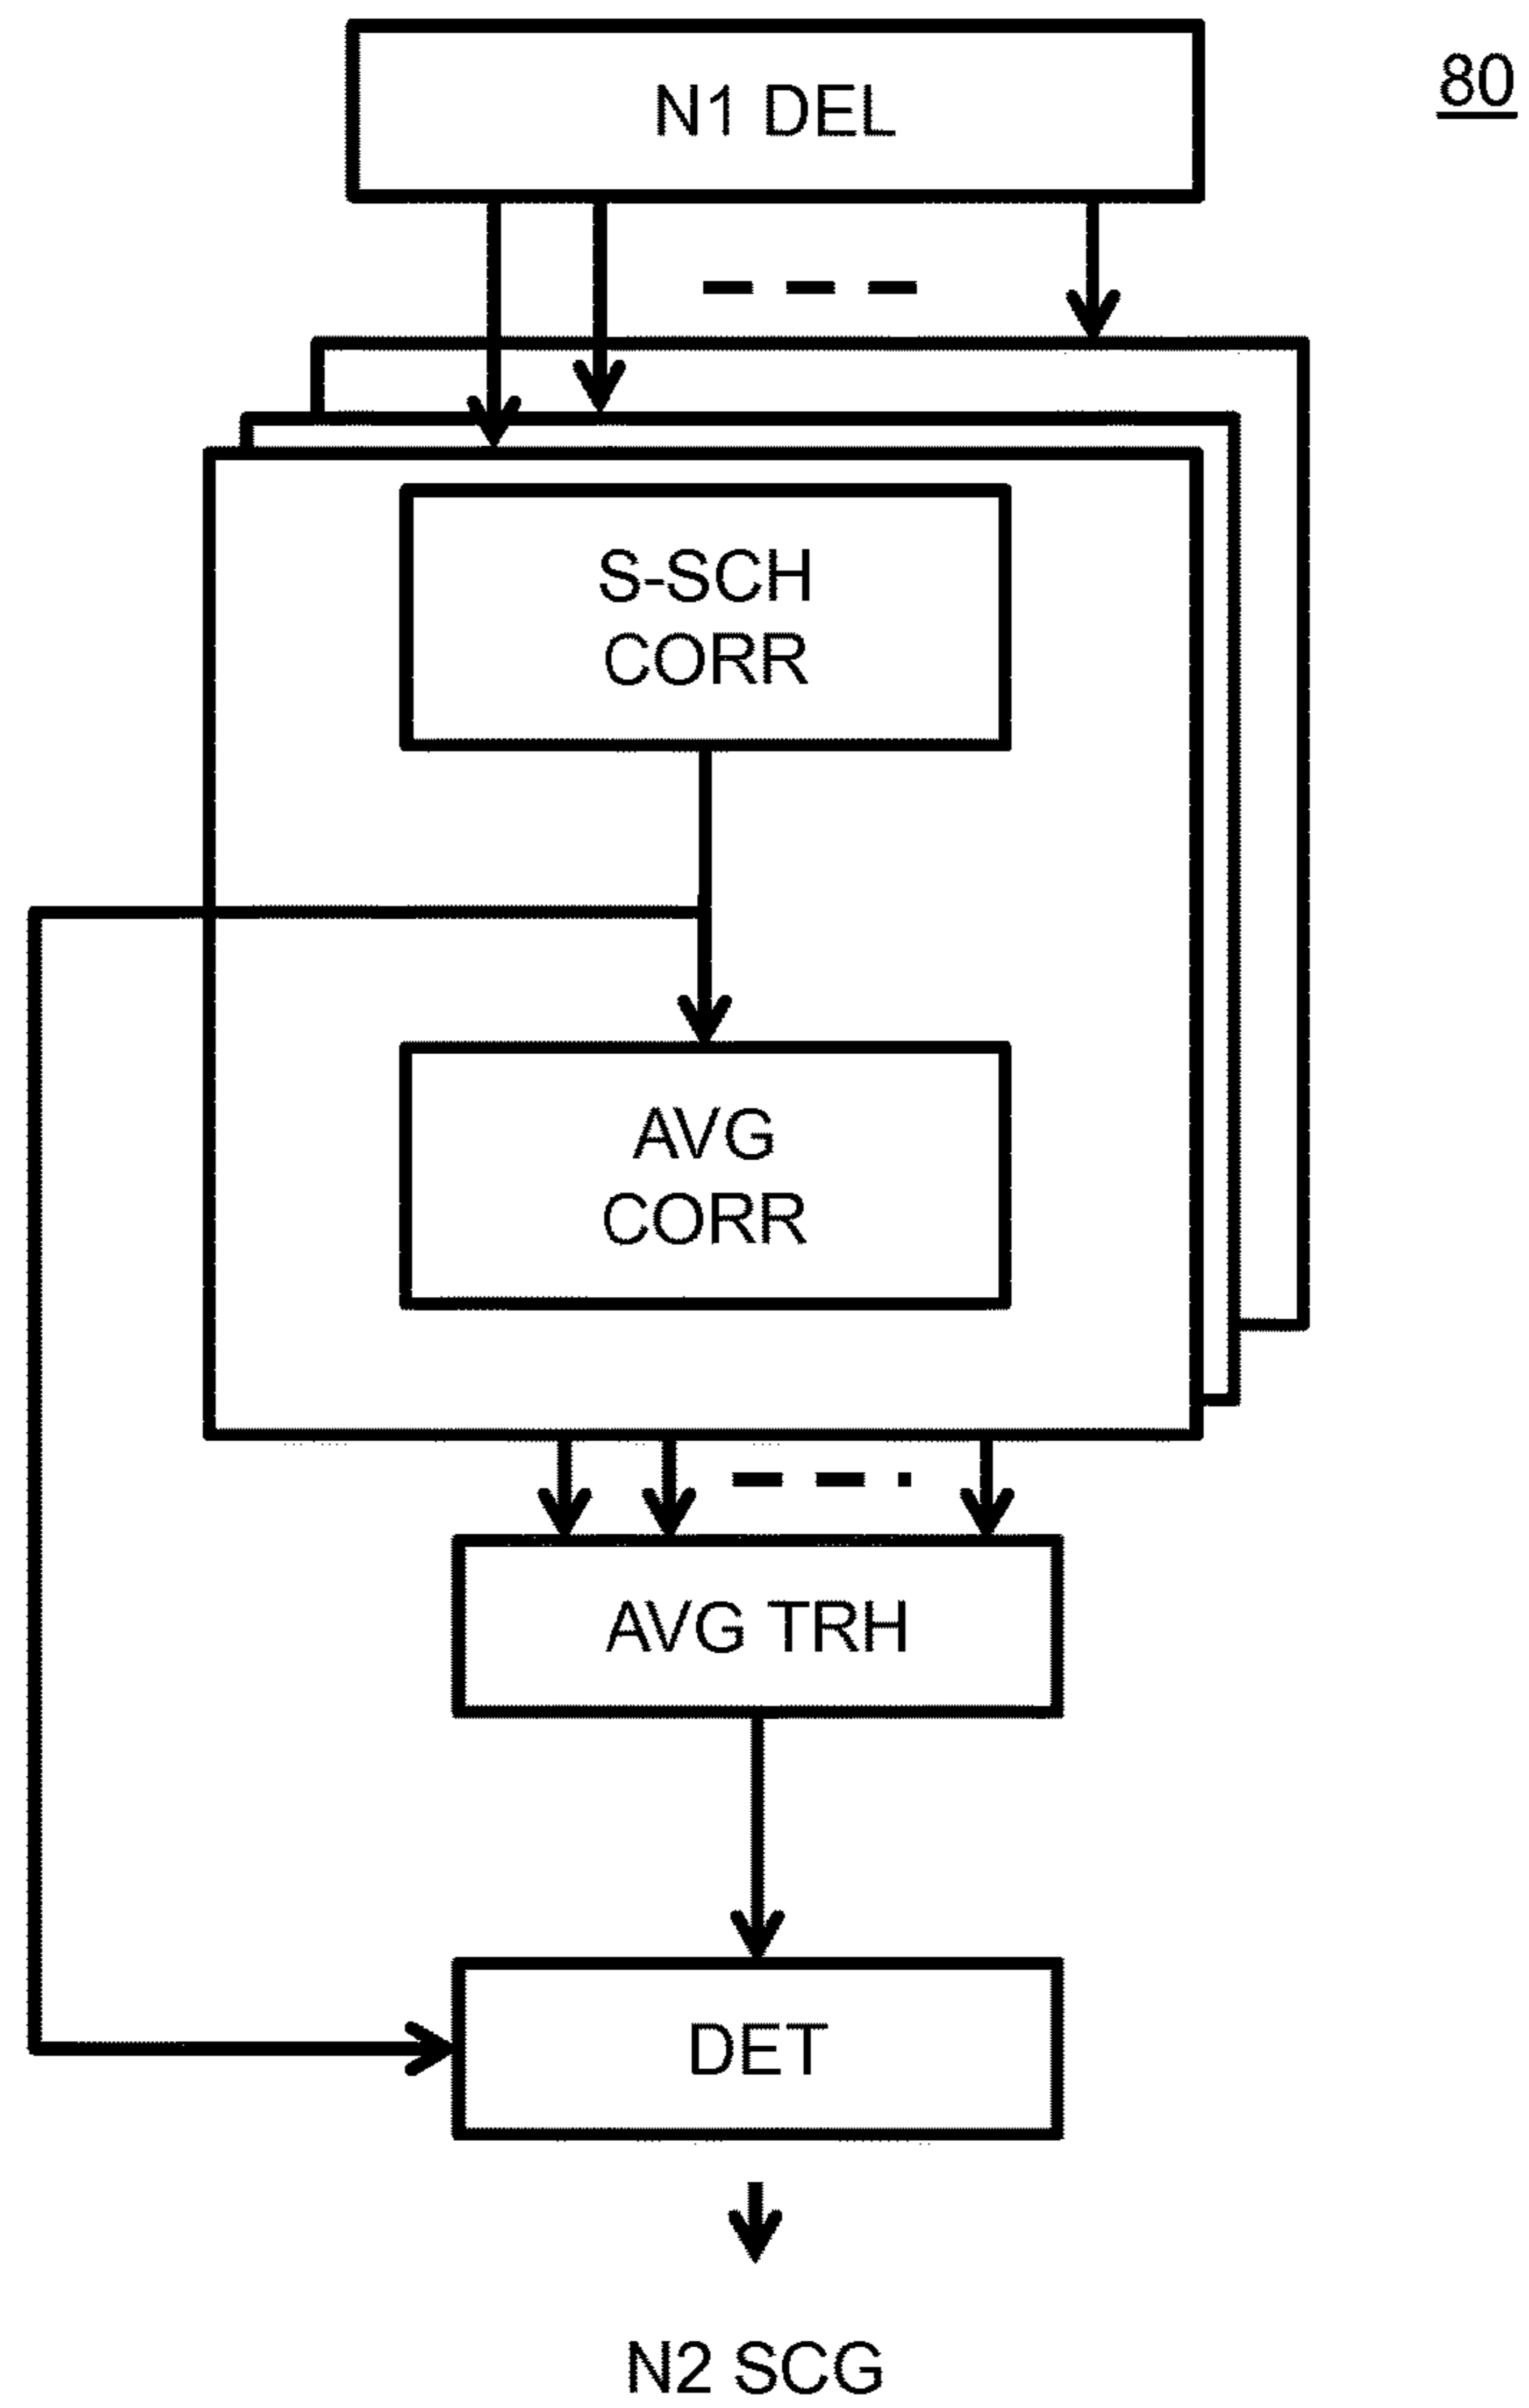 80
N1 DEL
S-SCH
CORR
AVG
CORR
AVG TRH
DET
N2 SCG